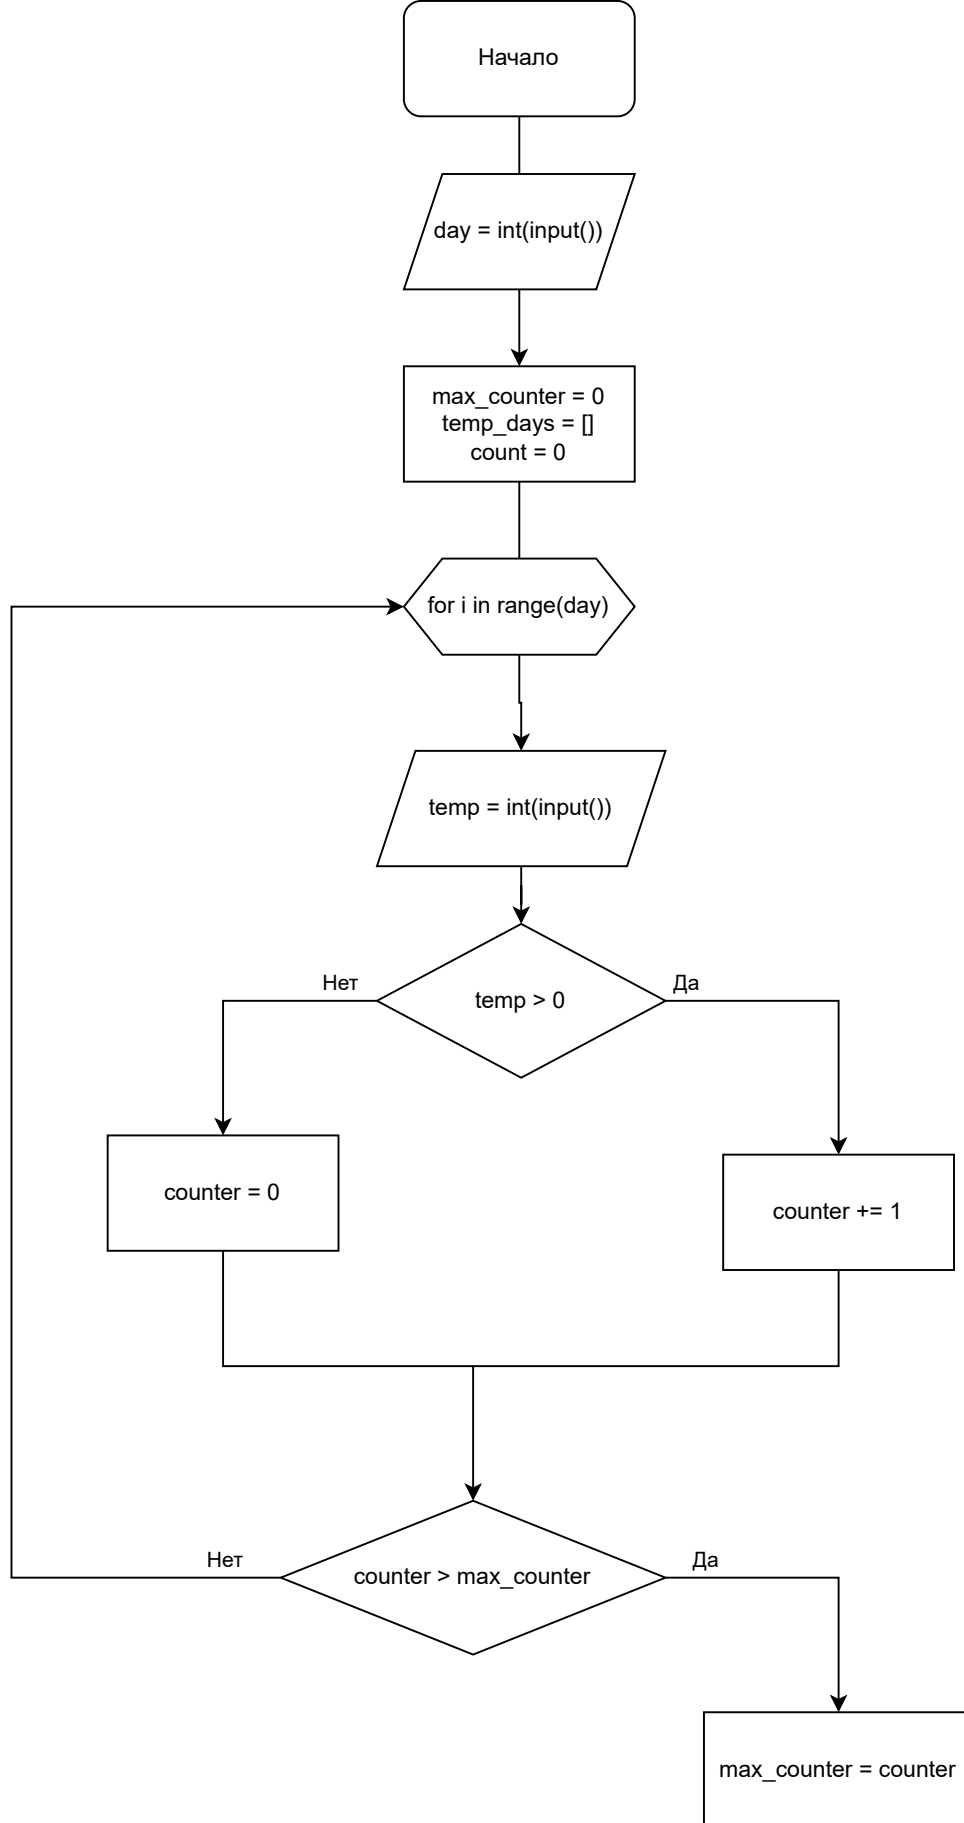 Начало
day = int(input())
max_counter = 0
temp_days = []
count = 0
for i in range(day)
temp = int(input())
Нет
Да
temp > 0
counter = 0
counter += 1
Нет
Да
counter > max_counter
max_counter = counter